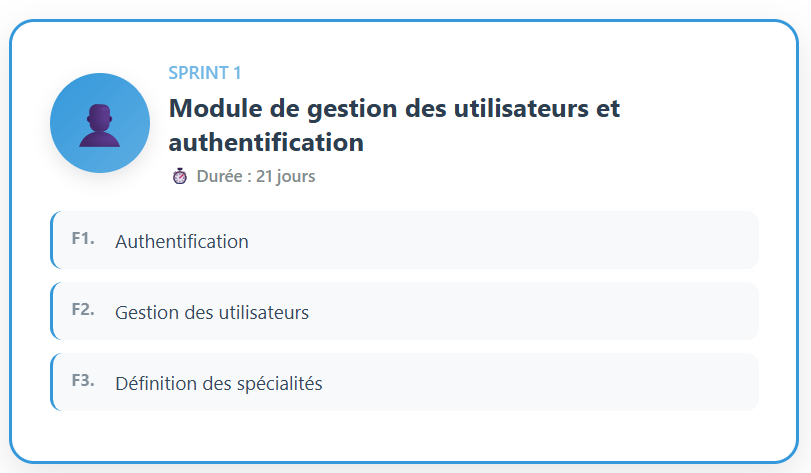 SPRINT 1
Module de gestion des utilisateurs et
authentification
Durée : 21 jours
F1. Authentification
F2. Gestion des utilisateurs
F3. Définition des spécialités